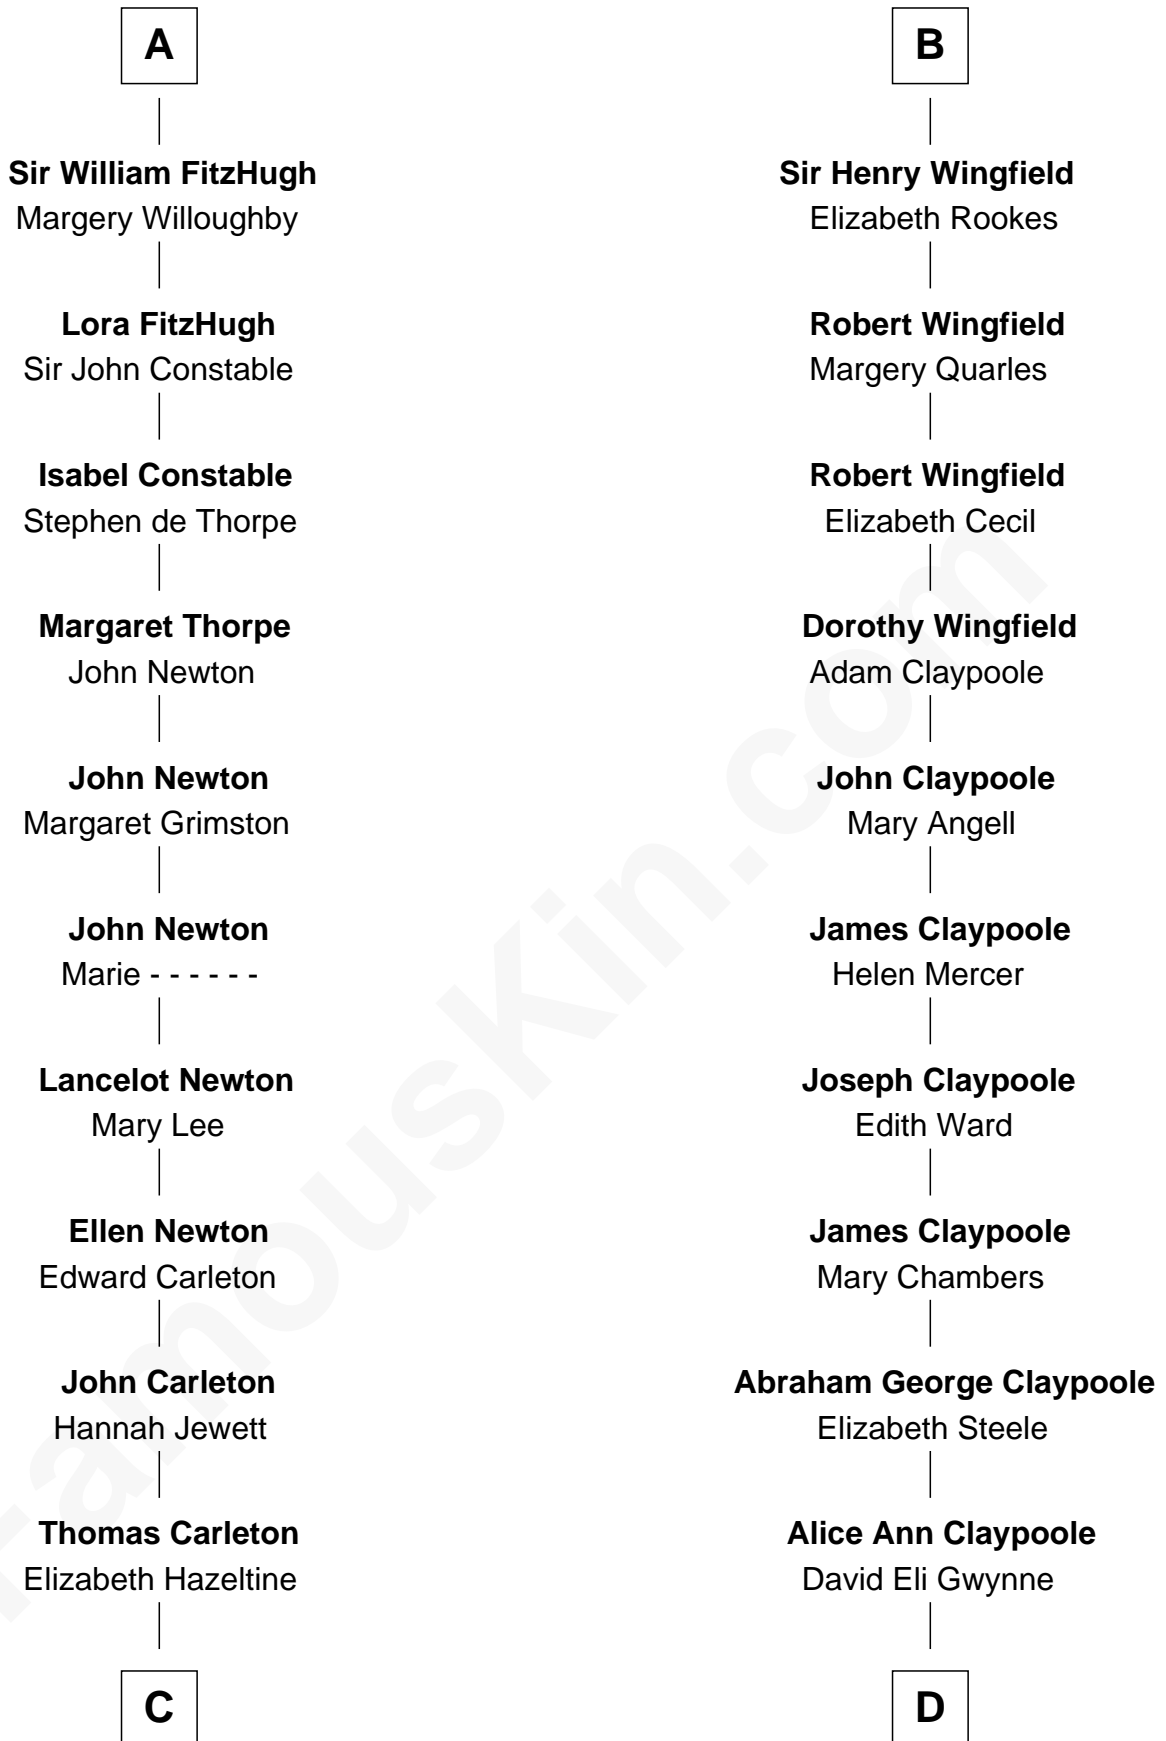 A
Sir William FitzHugh
Margery Willoughby
Lora FitzHugh
Sir John Constable
Isabel Constable
Stephen de Thorpe
Margaret Thorpe
John Newton
John Newton
Margaret Grimston
John Newton
Marie - - - - - -
Lancelot Newton
Mary Lee
Ellen Newton
Edward Carleton
John Carleton
Hannah Jewett
Thomas Carleton
Elizabeth Hazeltine
C
B
Sir Henry Wingfield
Elizabeth Rookes
Robert Wingfield
Margery Quarles
Robert Wingfield
Elizabeth Cecil
Dorothy Wingfield
Adam Claypoole
John Claypoole
Mary Angell
James Claypoole
Helen Mercer
Joseph Claypoole
Edith Ward
James Claypoole
Mary Chambers
Abraham George Claypoole
Elizabeth Steele
Alice Ann Claypoole
David Eli Gwynne
D
FamousKin.com